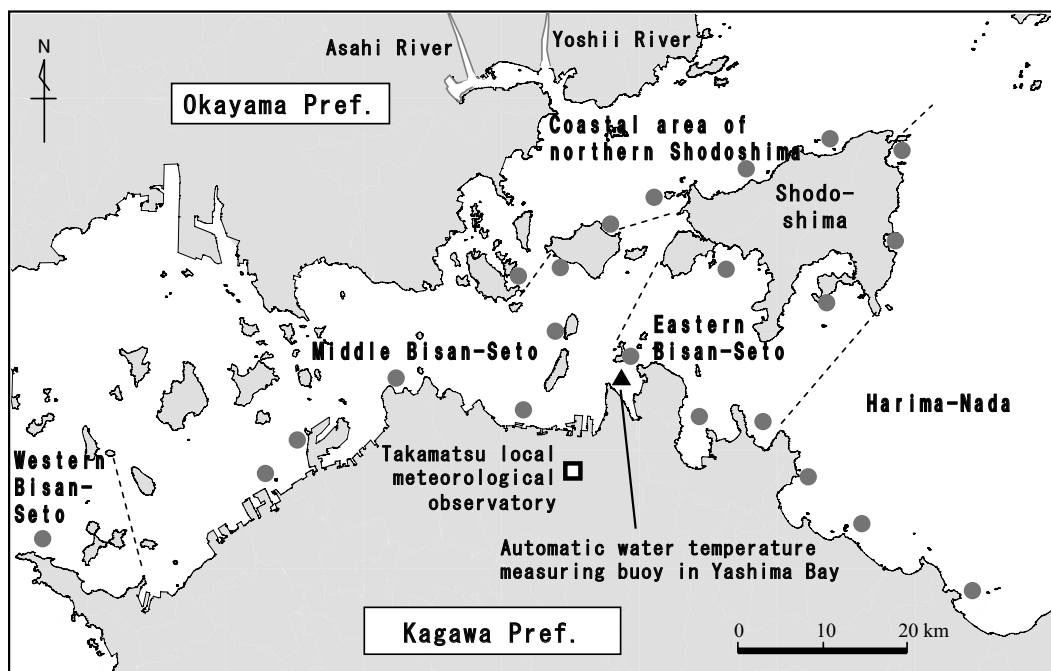 N
Asahi River
Yoshii River
Okayama Pref.
Coastal area of
northern Shodoshima
Shodo-
shima
Middle Bisan-Seto
Eastern
Bisan-Seto
Harima-Nada
Western
Bisan-
Seto
Takamatsu local
meteorological
observatory
Automatic water temperature
measuring buoy in Yashima Bay
Kagawa Pref.
0 10 20 km